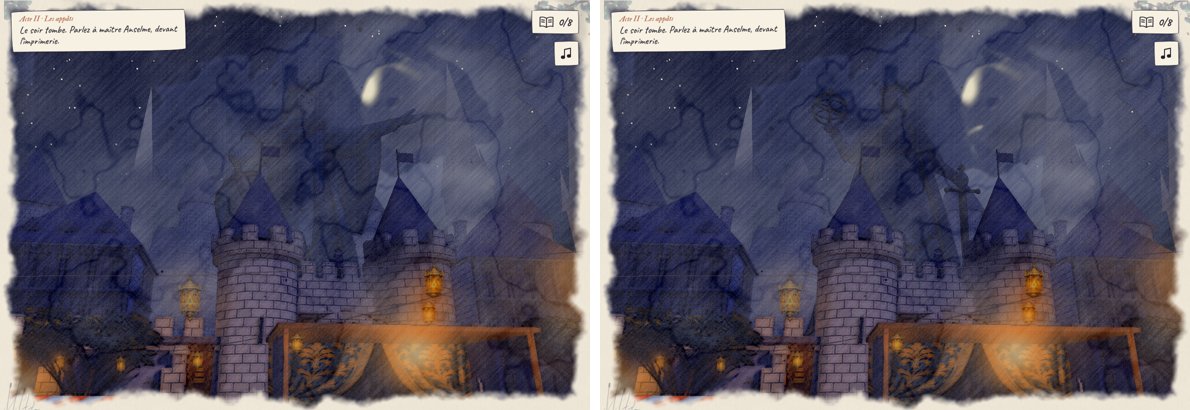 Acte II · Les appâts
Le soir tombe. Parlez à maître Anselme, devant
l'imprimerie.
0/8
Acte II · Les appâts
Le soir tombe. Parlez à maître Anselme, devant
l'imprimerie.
0/8